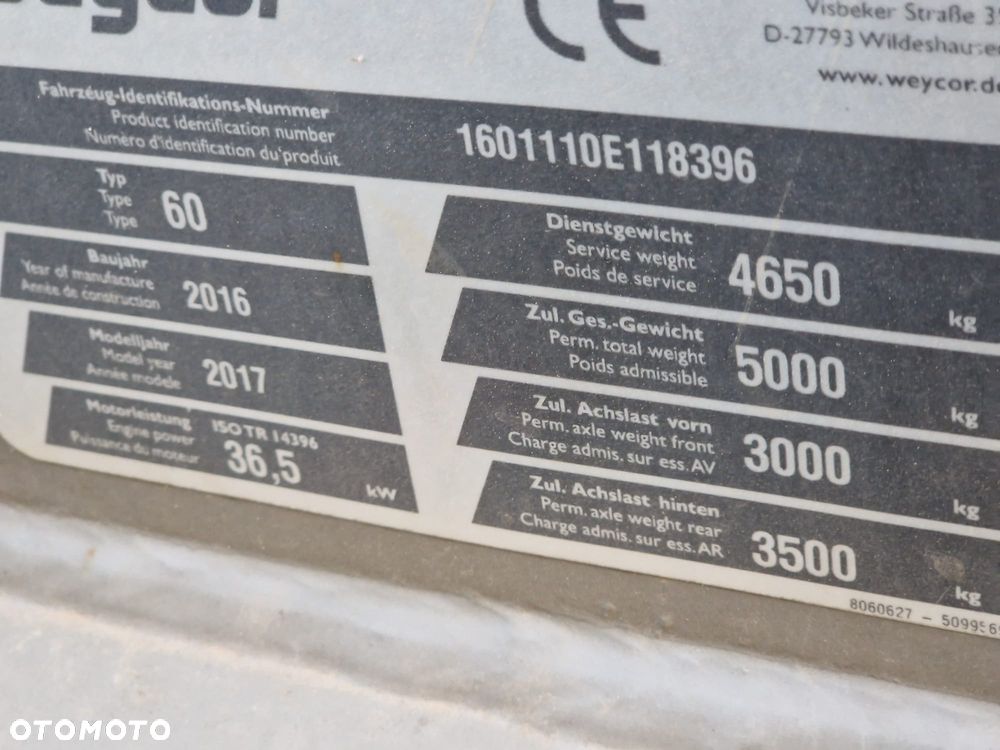 weycor
CE
Visbeker Straße 35
D-27793 Wildeshausen
www.weycor.de
Fahrzeug-Identifikations-Nummer
Product identification number
Numéro d'identification du produit
1601110E118396
Typ
Type
Type
60
Baujahr
Year of manufacture
Année de construction
2016
Modelljahr
Model year
Année modele
2017
Motorleistung
Engine power
Puissance du moteur
ISO TR 14396
36,5
kW
Dienstgewicht
Service weight
Poids de service
4650
kg
Zul. Ges.-Gewicht
Perm. total weight
Poids admissible
5000
kg
Zul. Achslast vorn
Perm. axle weight front
Charge admis. sur ess. AV
3000
kg
Zul. Achslast hinten
Perm. axle weight rear
Charge admis. sur ess. AR
3500
kg
8060627 –
OTOMOTO